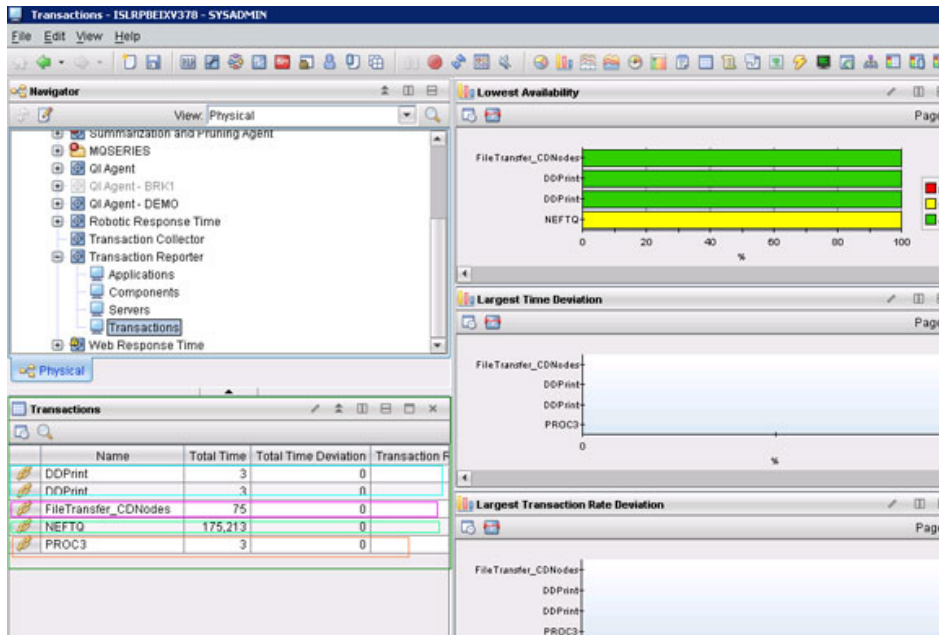 Transactions - ISLRPBEIXV378 - SYSADMIN
File Edit View Help
Navigator
View: Physical
Summarization and Pruning Agent
MQSERIES
QI Agent
QI Agent - BRK1
QI Agent - DEMO
Robotic Response Time
Transaction Collector
Transaction Reporter
Applications
Components
Servers
Transactions
Web Response Time
Physical
Transactions
Name Total Time Total Time Deviation Transaction R
DDPrint 3 0
DDPrint 3 0
FileTransfer_CDNodes 75 0
NEFTQ 175,213 0
PROC3 3 0
Lowest Availability
Page
FileTransfer_CDNodes
DDPrint
DDPrint
NEFTQ
0 20 40 60 80 100
%
Largest Time Deviation
Page
FileTransfer_CDNodes
DDPrint
DDPrint
PROC3
0
%
Largest Transaction Rate Deviation
Page
FileTransfer_CDNodes
DDPrint
DDPrint
PROC3